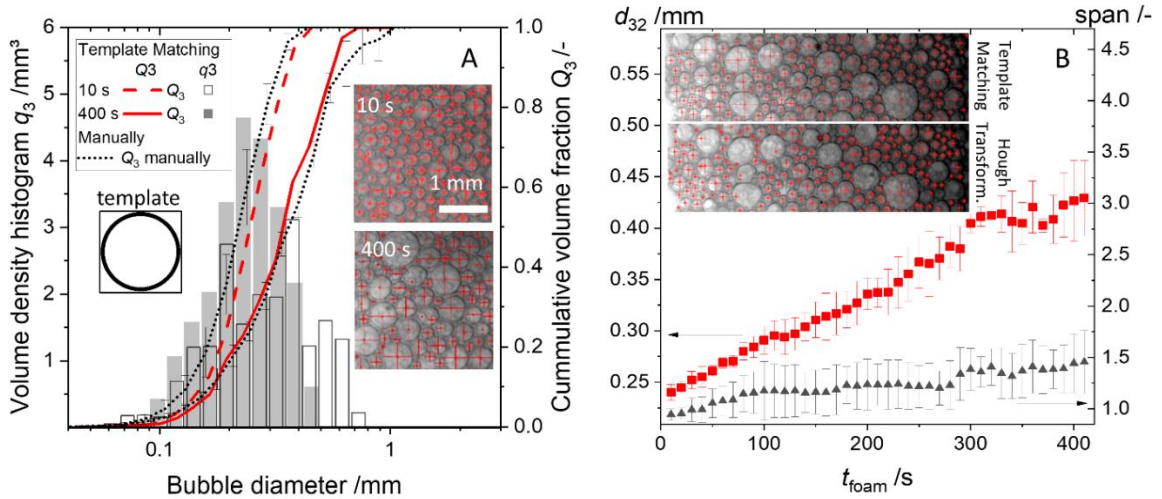 Volume density histogram q3 /mm³
6
5
4
3
2
1
Template Matching
Q3 q3
10 s Q3
400 s Q3
Manually
Q3 manually
template
A
10 s
1 mm
400 s
1.0
0.8
0.6
0.4
0.2
0.0
Cummulative volume fraction Q3 /-
0.1
1
Bubble diameter /mm
d32 /mm
span /-
B
0.55
0.50
0.45
0.40
0.35
0.30
0.25
Template
Matching
Hough
Transform.
4.5
4.0
3.5
3.0
2.5
2.0
1.5
1.0
0
100
200
300
400
tfoam /s